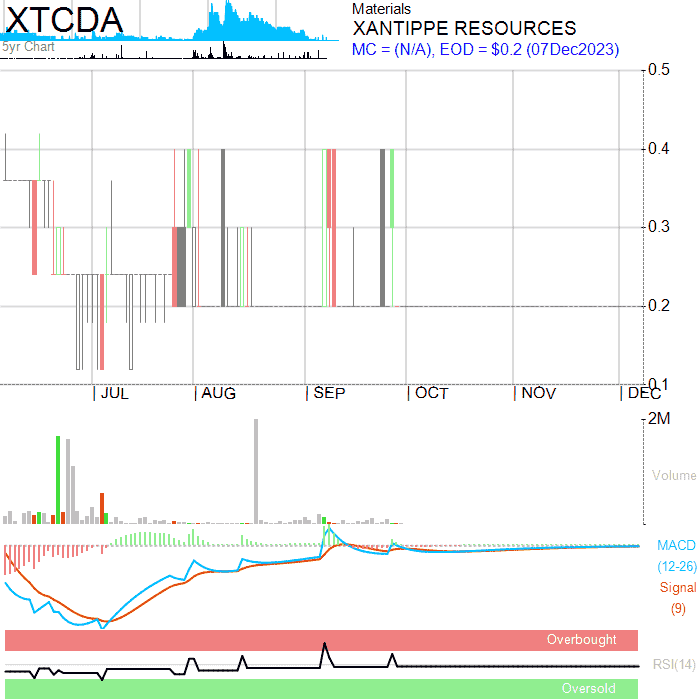 XTCDA
5yr Chart
Materials
XANTIPPE RESOURCES
MC = (N/A), EOD = $0.2 (07Dec2023)
0.5
0.4
0.3
0.2
0.1
JUL
AUG
SEP
OCT
NOV
DEC
2M
Volume
MACD
(12-26)
Signal
(9)
Overbought
RSI(14)
Oversold